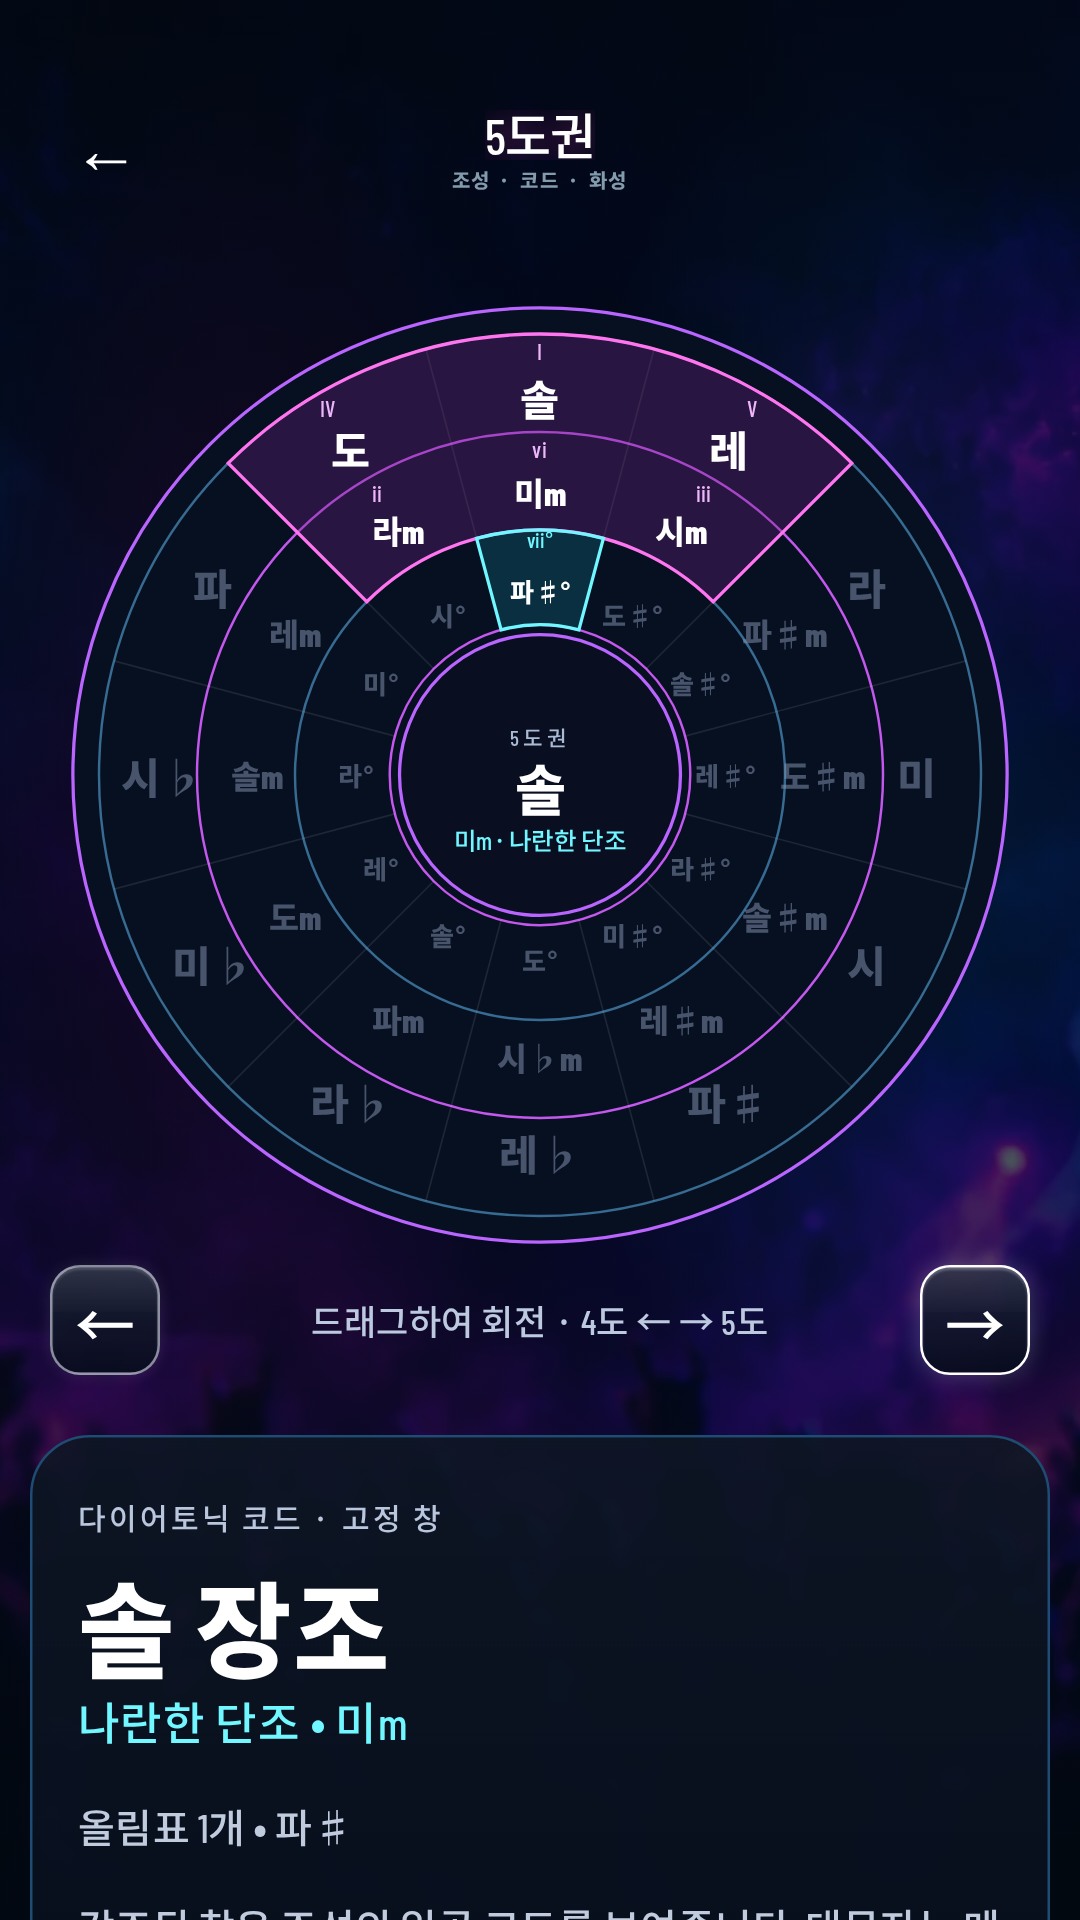 ←
5도권
조성 · 코드 · 화성
I
솔
IV
도
V
레
vi
미m
ii
라m
iii
시m
vii°
파♯°
파
라
시°
도♯°
레m
파♯m
미°
솔♯°
시♭
솔m
라°
레♯°
도♯m
미
5도권
솔
미m · 나란한 단조
레°
라♯°
도m
솔♯m
솔°
미♯°
미♭
시
도°
파m
레♯m
시♭m
라♭
파♯
레♭
← 드래그하여 회전 · 4도 ← → 5도 →
다이어토닉 코드 · 고정 창
솔 장조
나란한 단조 • 미m
올림표 1개 • 파♯